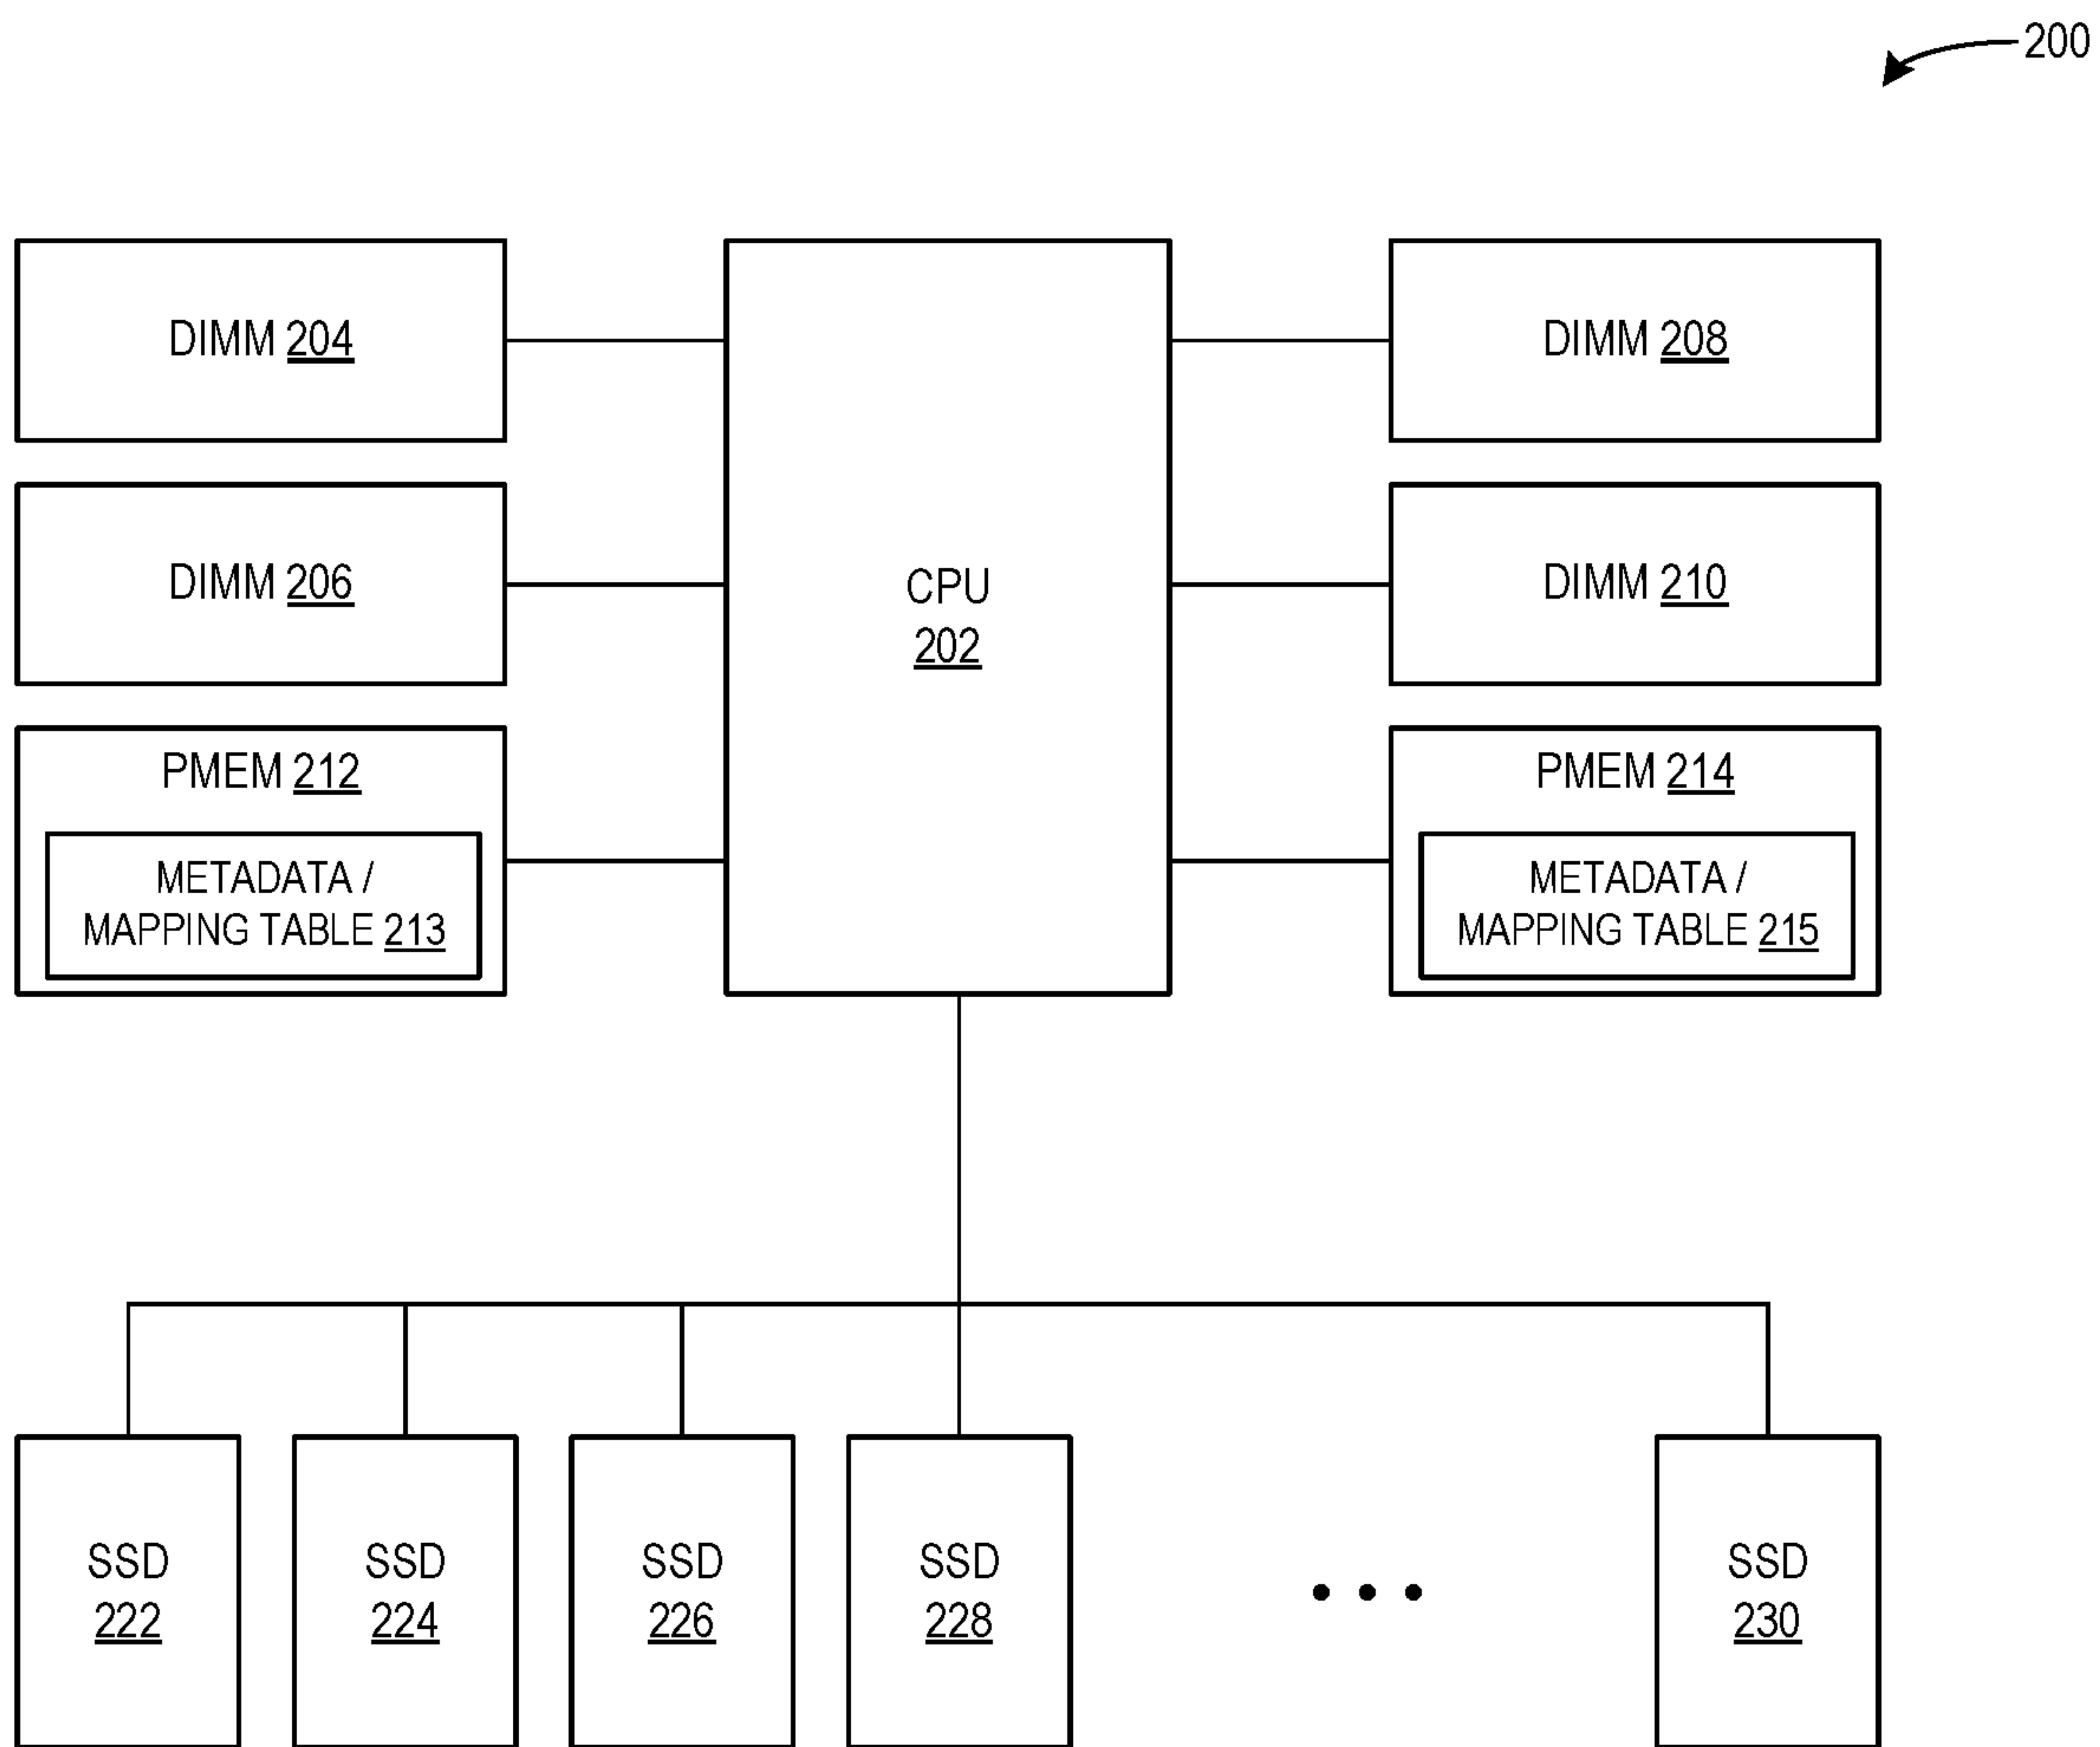 200
DIMM 204
DIMM 208
DIMM 206
CPU
202
DIMM 210
PMEM 212
METADATA /
MAPPING TABLE 213
PMEM 214
METADATA /
MAPPING TABLE 215
SSD
222
SSD
224
SSD
226
SSD
228
SSD
230